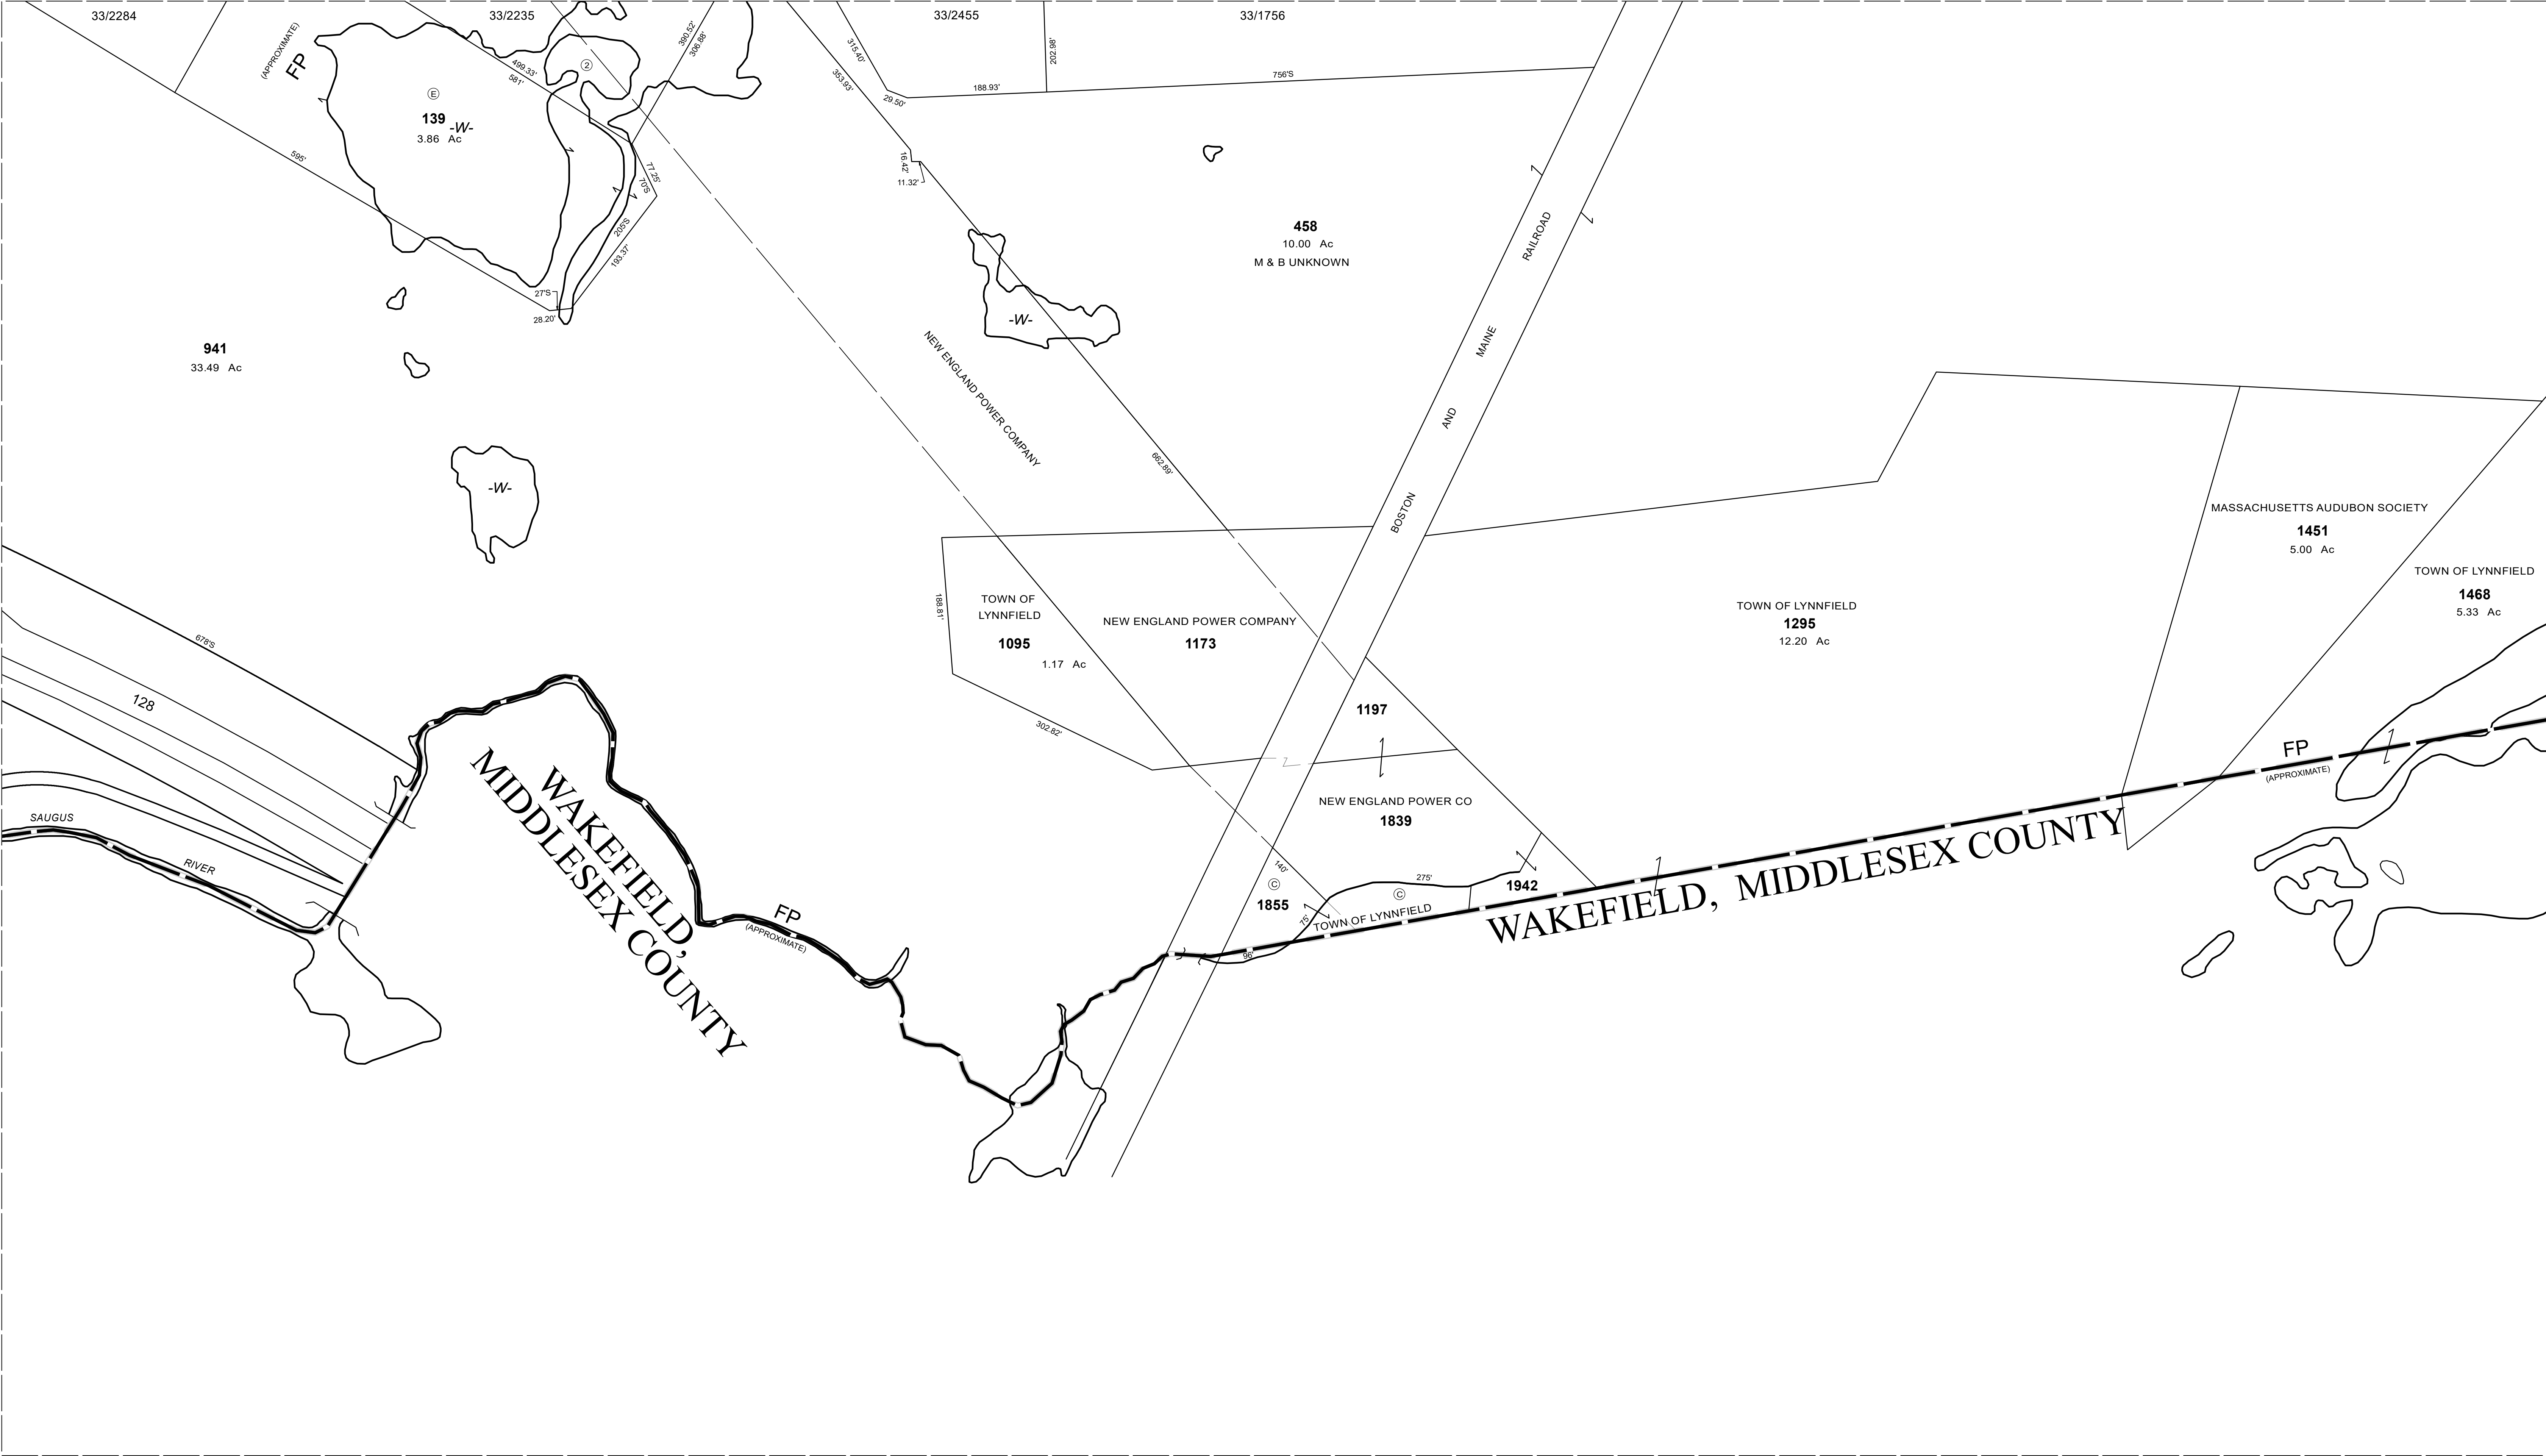 33/2284
33/2235
33/2455
33/1756
(APPROXIMATE)
FP
499.33'
581'
2
390.52'
306.88'
353.93'
315.40'
29.50'
188.93'
202.98'
756'S
E
139
-W-
3.86 Ac
595'
77.25'
70'S
205'S
193.37'
27'S
28.20'
16.42'
11.32'
458
10.00 Ac
M & B UNKNOWN
-W-
941
33.49 Ac
-W-
NEW ENGLAND POWER COMPANY
662.89'
BOSTON AND MAINE RAILROAD
MASSACHUSETTS AUDUBON SOCIETY
1451
5.00 Ac
TOWN OF LYNNFIELD
1468
5.33 Ac
TOWN OF LYNNFIELD
1295
12.20 Ac
188.81'
TOWN OF
LYNNFIELD
1095
1.17 Ac
NEW ENGLAND POWER COMPANY
1173
302.82'
1197
678'S
128
SAUGUS
RIVER
WAKEFIELD,
MIDDLESEX COUNTY
FP
(APPROXIMATE)
NEW ENGLAND POWER CO
1839
140'
C
1855
75'
275'
C
TOWN OF LYNNFIELD
1942
96'
WAKEFIELD, MIDDLESEX COUNTY
FP
(APPROXIMATE)